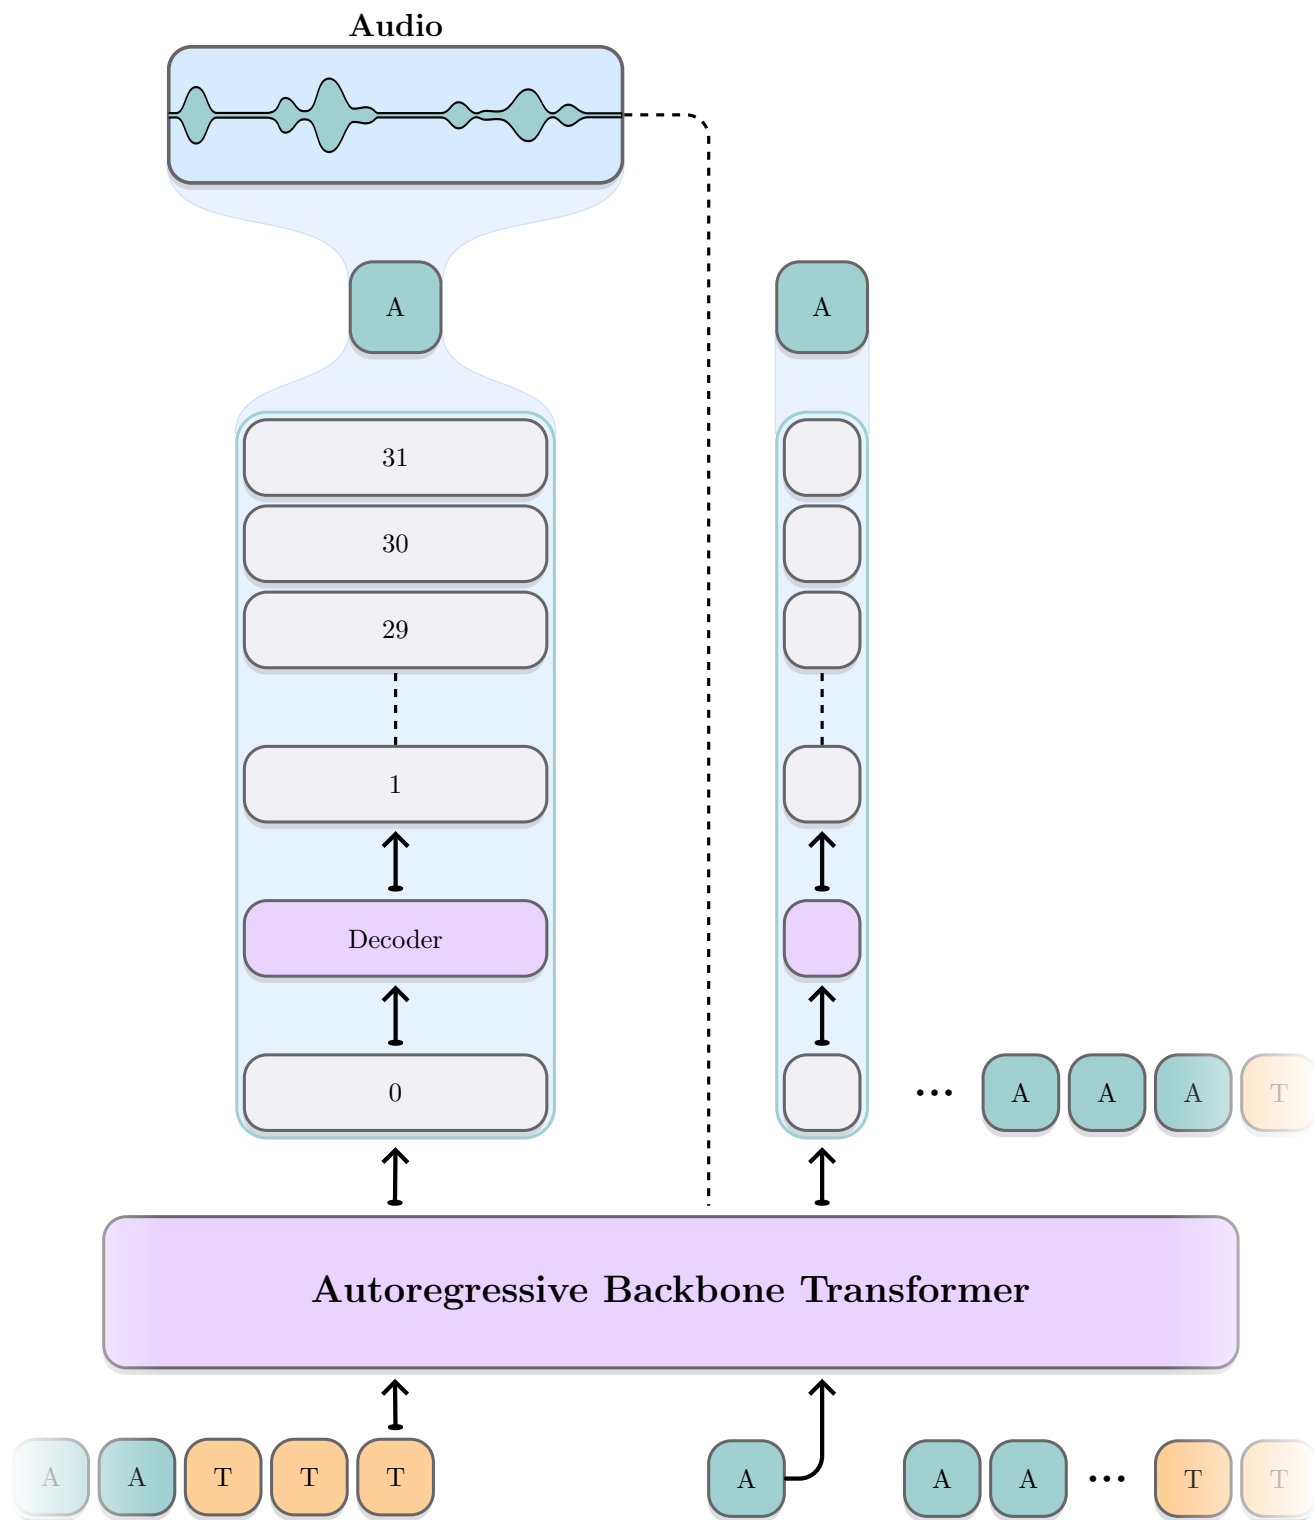 Audio
A A
31
30
29
1
Decoder
0 ... A A A T
Autoregressive Backbone Transformer
A A T T T A A A ... T T